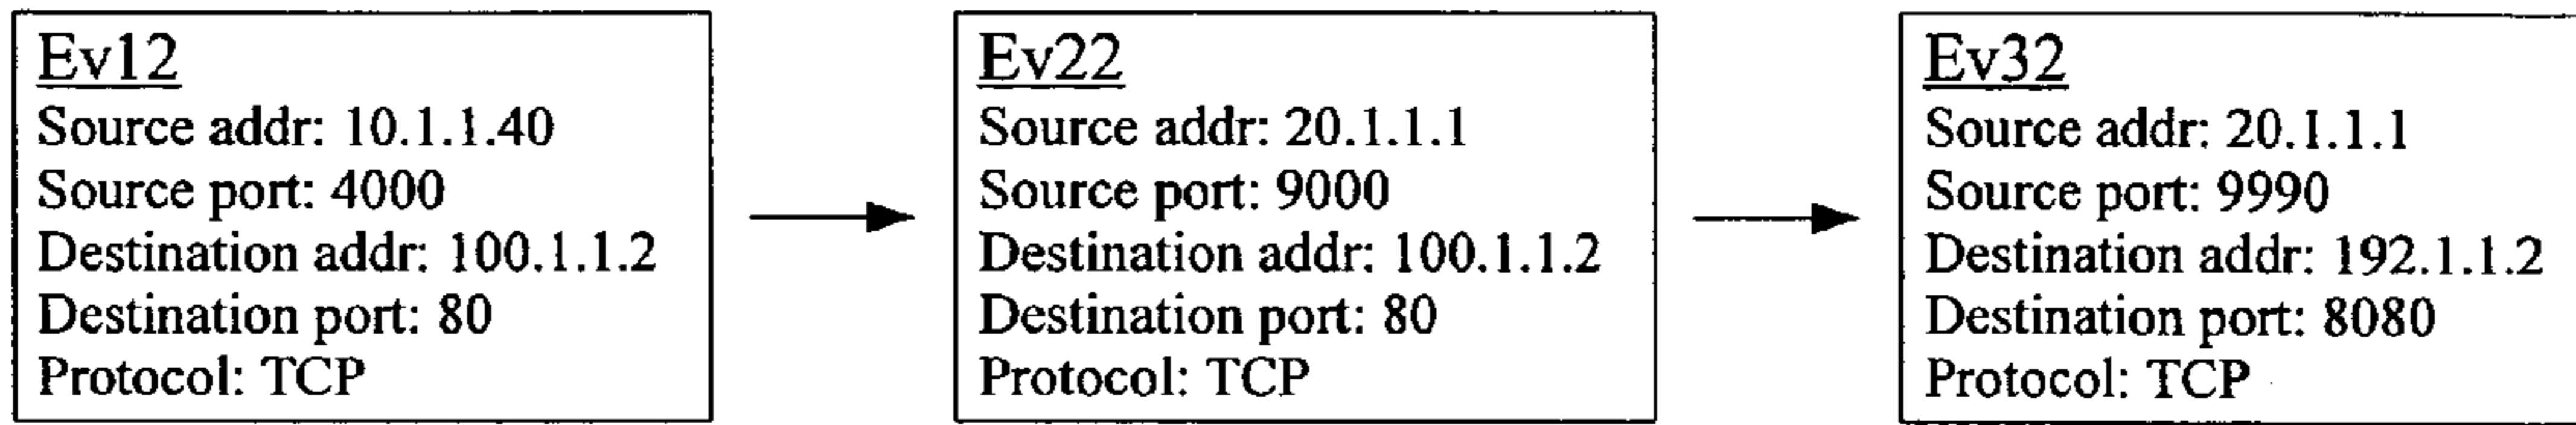 Ev12
Source addr: 10.1.1.40
Source port: 4000
Destination addr: 100.1.1.2
Destination port: 80
Protocol: TCP
Ev22
Source addr: 20.1.1.1
Source port: 9000
Destination addr: 100.1.1.2
Destination port: 80
Protocol: TCP
Ev32
Source addr: 20.1.1.1
Source port: 9990
Destination addr: 192.1.1.2
Destination port: 8080
Protocol: TCP